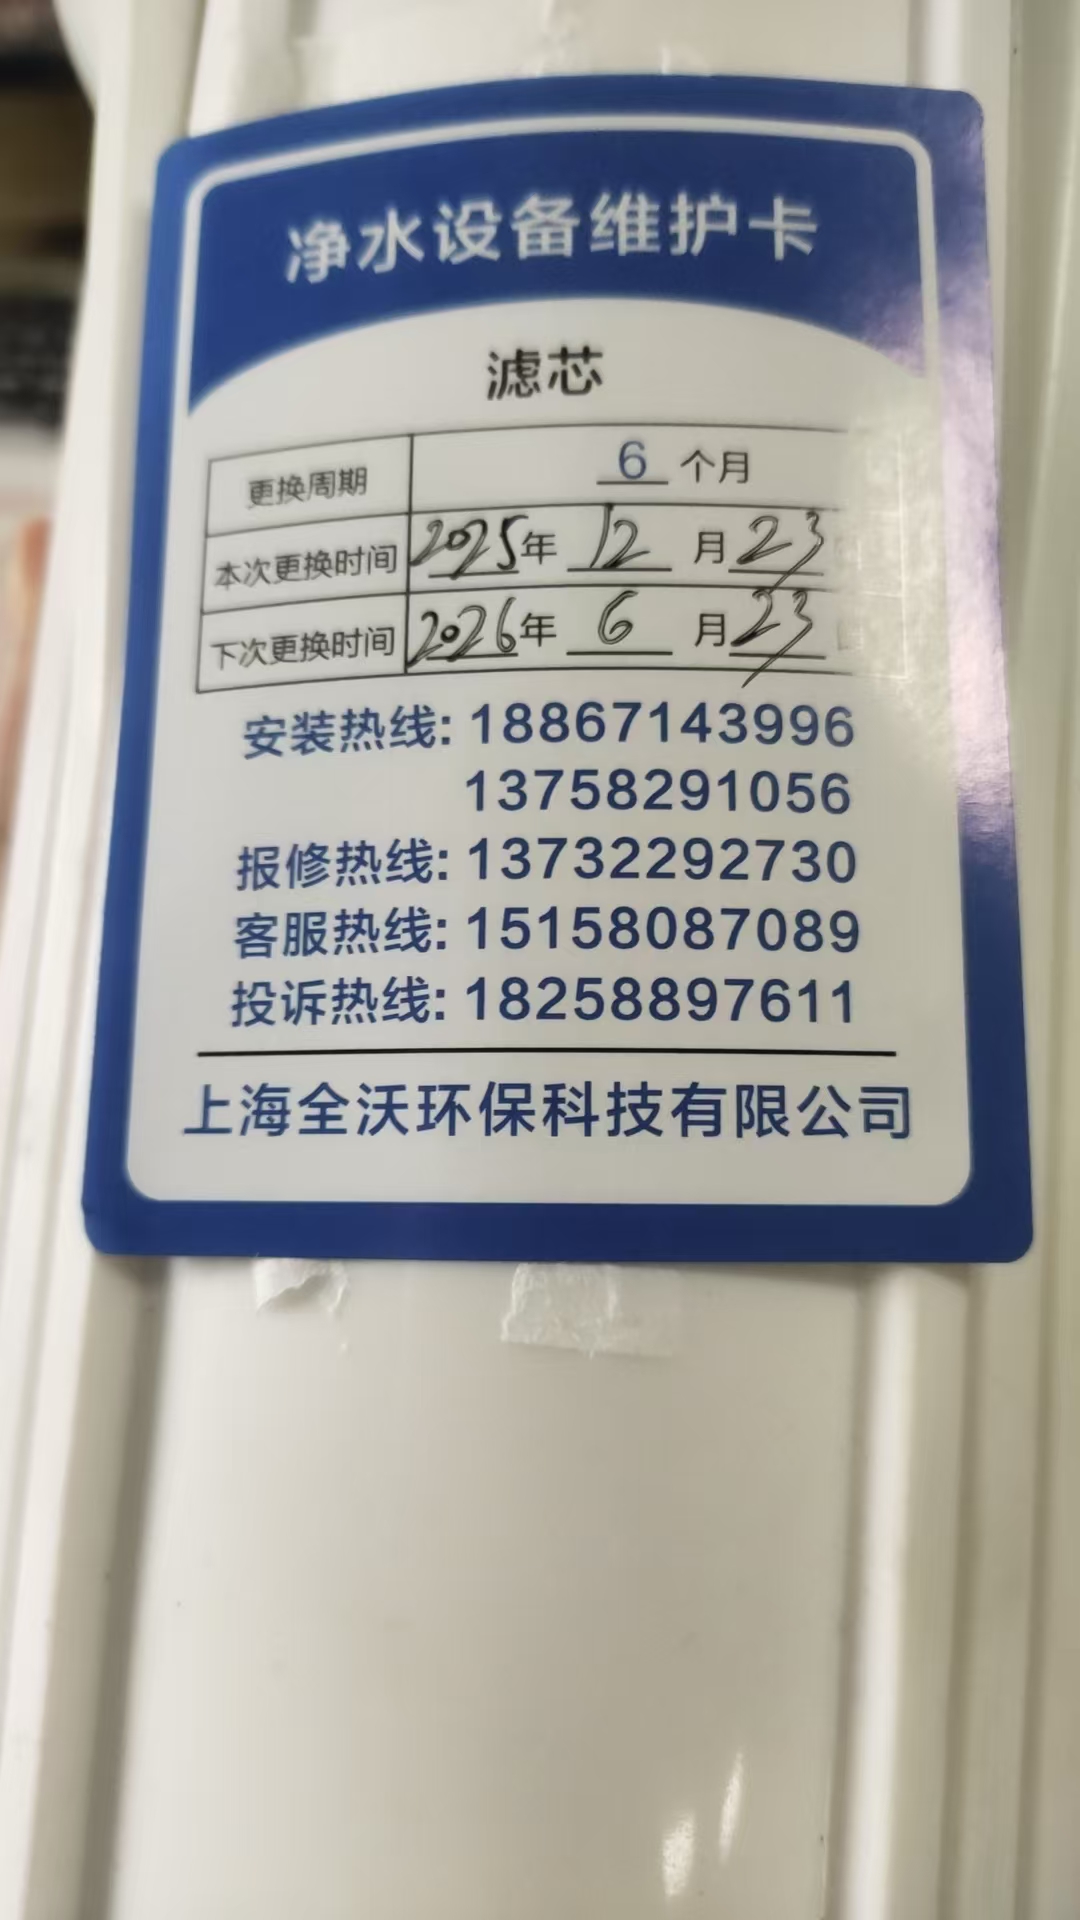 净水设备维护卡
滤芯
更换周期 6 个月
本次更换时间 2025年 12 月 23
下次更换时间 2026年 6 月 23
安装热线: 18867143996
13758291056
报修热线: 13732292730
客服热线: 15158087089
投诉热线: 18258897611
上海全沃环保科技有限公司